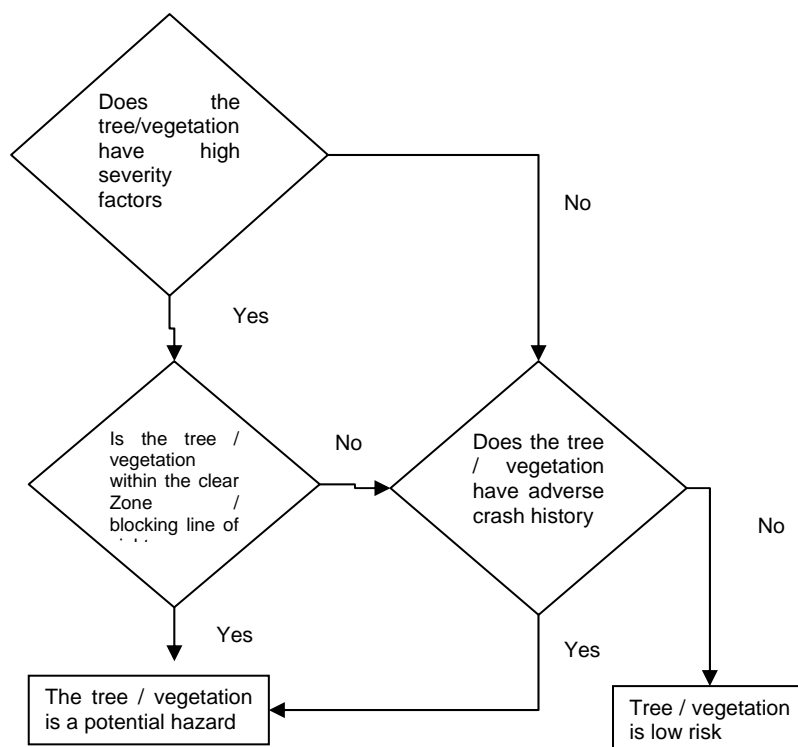 Does the
tree/vegetation
have high
severity
factors
No
Yes
Is the tree /
vegetation
within the clear
Zone /
blocking line of
No
Does the tree
/ vegetation
have adverse
crash history
No
Yes
Yes
The tree / vegetation
is a potential hazard
Tree / vegetation
is low risk